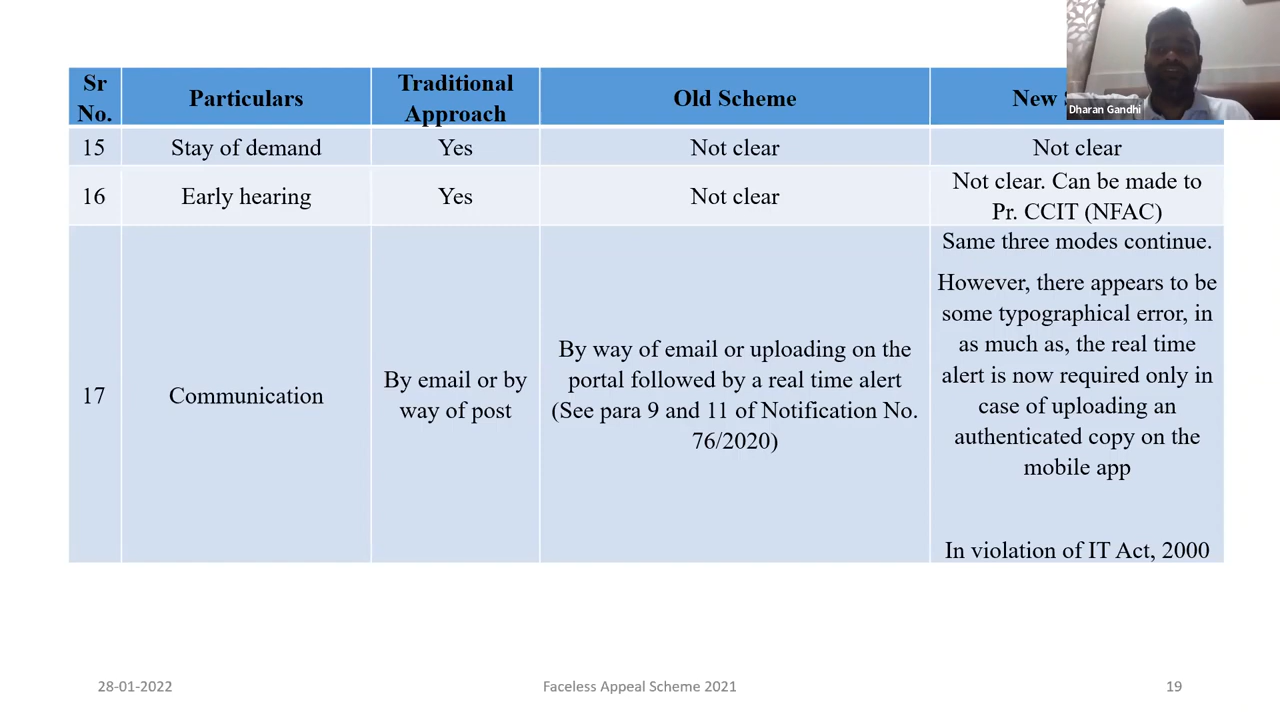 Dharan Gandhi
Sr No.
Particulars
Traditional Approach
Old Scheme
New
15
Stay of demand
Yes
Not clear
Not clear
16
Early hearing
Yes
Not clear
Not clear. Can be made to
Pr. CCIT (NFAC)
17
Communication
By email or by
way of post
By way of email or uploading on the
portal followed by a real time alert
(See para 9 and 11 of Notification No.
76/2020)
Same three modes continue.
However, there appears to be
some typographical error, in
as much as, the real time
alert is now required only in
case of uploading an
authenticated copy on the
mobile app
In violation of IT Act, 2000
28-01-2022
Faceless Appeal Scheme 2021
19